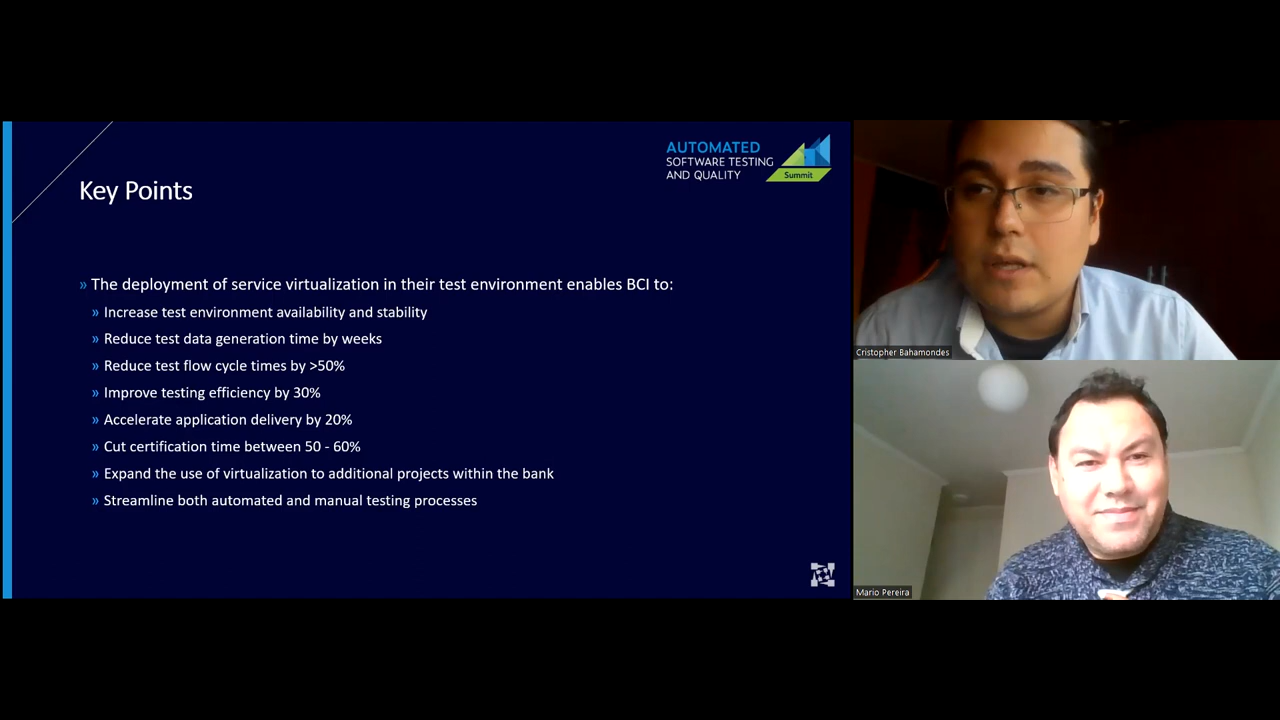 AUTOMATED
SOFTWARE TESTING
AND QUALITY
Summit
Key Points
» The deployment of service virtualization in their test environment enables BCI to:
» Increase test environment availability and stability
» Reduce test data generation time by weeks
» Reduce test flow cycle times by >50%
» Improve testing efficiency by 30%
» Accelerate application delivery by 20%
» Cut certification time between 50 - 60%
» Expand the use of virtualization to additional projects within the bank
» Streamline both automated and manual testing processes
Cristopher Bahamondes
Mario Pereira